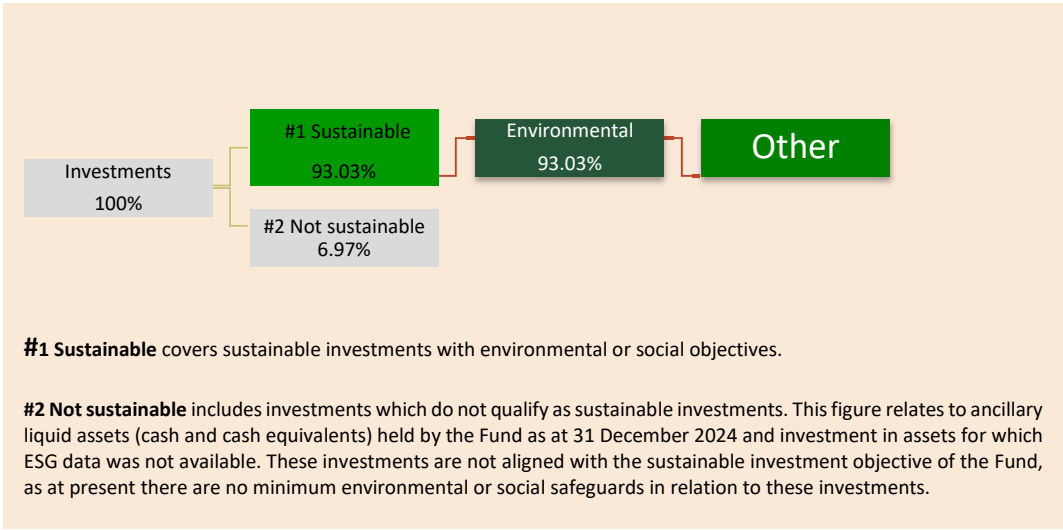 #1 Sustainable
93.03%
Environmental
93.03%
Other
Investments
100%
#2 Not sustainable
6.97%
#1 Sustainable covers sustainable investments with environmental or social objectives.
#2 Not sustainable includes investments which do not qualify as sustainable investments. This figure relates to ancillary
liquid assets (cash and cash equivalents) held by the Fund as at 31 December 2024 and investment in assets for which
ESG data was not available. These investments are not aligned with the sustainable investment objective of the Fund,
as at present there are no minimum environmental or social safeguards in relation to these investments.